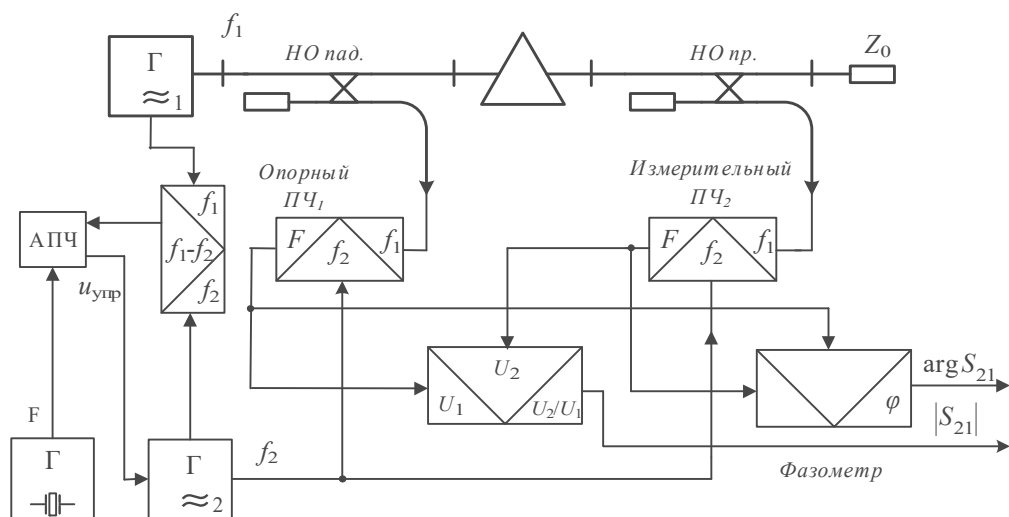 f₁
Г
≈ 1
НО пад.
НО пр.
Z₀
Опорный
ПЧ₁
Измерительный
ПЧ₂
f₁
f₁-f₂
f₂
АПЧ
uупр
F
f₂
f₁
F
f₂
f₁
U₂
U₁
U₂/U₁
φ
arg S₂₁
|S₂₁|
F
Г
Г
≈ 2
f₂
Фазометр